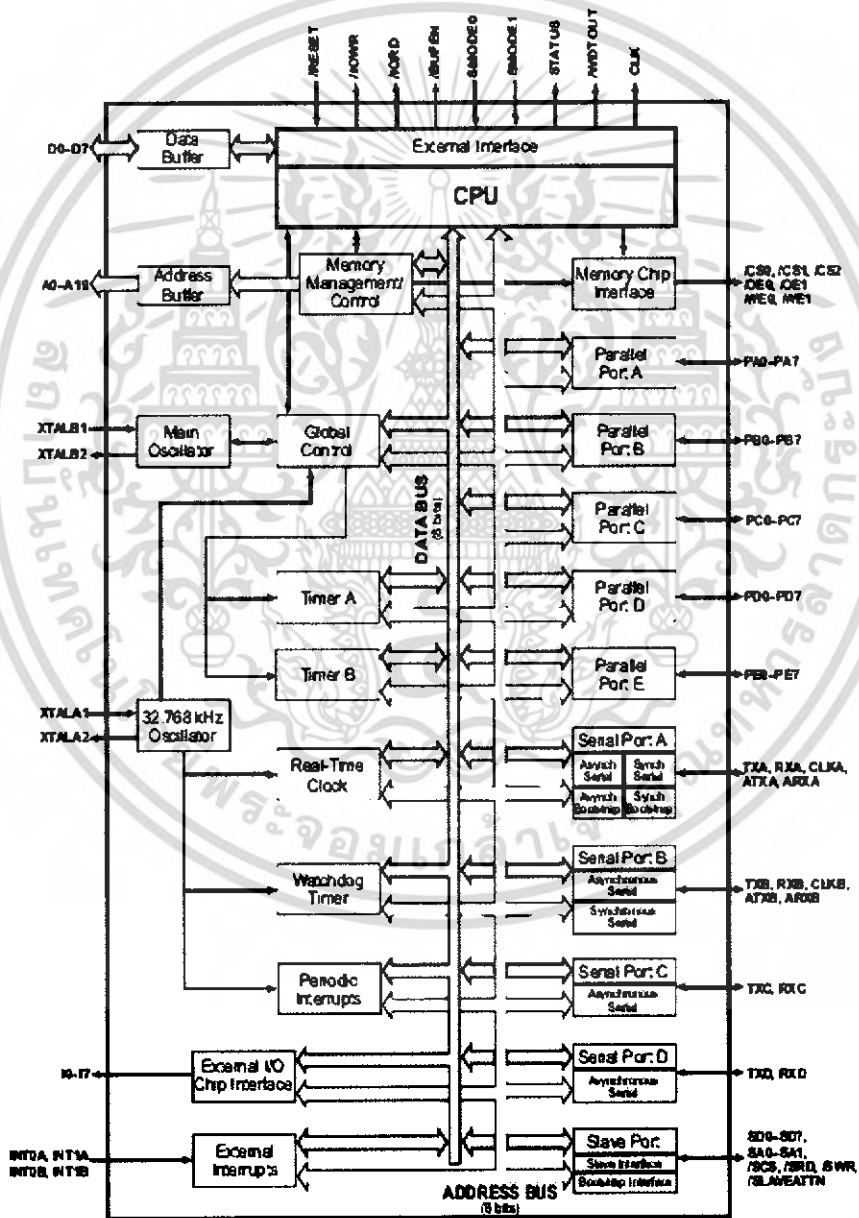 /RESET
/IOWR
/IORD
/BUFEN
SMODE0
SMODE1
STATUS
/WDTOUT
CLK
D0-D7
Data
Buffer
External Interface
CPU
A0-A19
Address
Buffer
Memory
Management/
Control
Memory Chip
Interface
/CS0, /CS1, /CS2
/OE0, /OE1
/WE0, /WE1
Parallel
Port A
PA0-PA7
XTALB1
XTALB2
Main
Oscillator
Global
Control
Parallel
Port B
PB0-PB7
DATA BUS
(8 bits)
Parallel
Port C
PC0-PC7
Timer A
Parallel
Port D
PD0-PD7
Timer B
Parallel
Port E
PE0-PE7
XTALA1
XTALA2
32.768 kHz
Oscillator
Real-Time
Clock
Serial Port A
Asynch
Serial
Synch
Serial
Asynch
Bootstrap
Synch
Bootstrap
TXA, RXA, CLKA,
ATXA, ARXA
Watchdog
Timer
Serial Port B
Asynchronous
Serial
Synchronous
Serial
TXB, RXB, CLKB,
ATXB, ARXB
Periodic
Interrupts
Serial Port C
Asynchronous
Serial
TXC, RXC
I0-I7
External I/O
Chip Interface
Serial Port D
Asynchronous
Serial
TXD, RXD
INT0A, INT1A
INT0B, INT1B
External
Interrupts
Slave Port
Slave Interface
Bootstrap Interface
SD0-SD7,
SA0-SA1,
/SCS, /SRD, /SWR,
/SLAVEATTN
ADDRESS BUS
(8 bits)